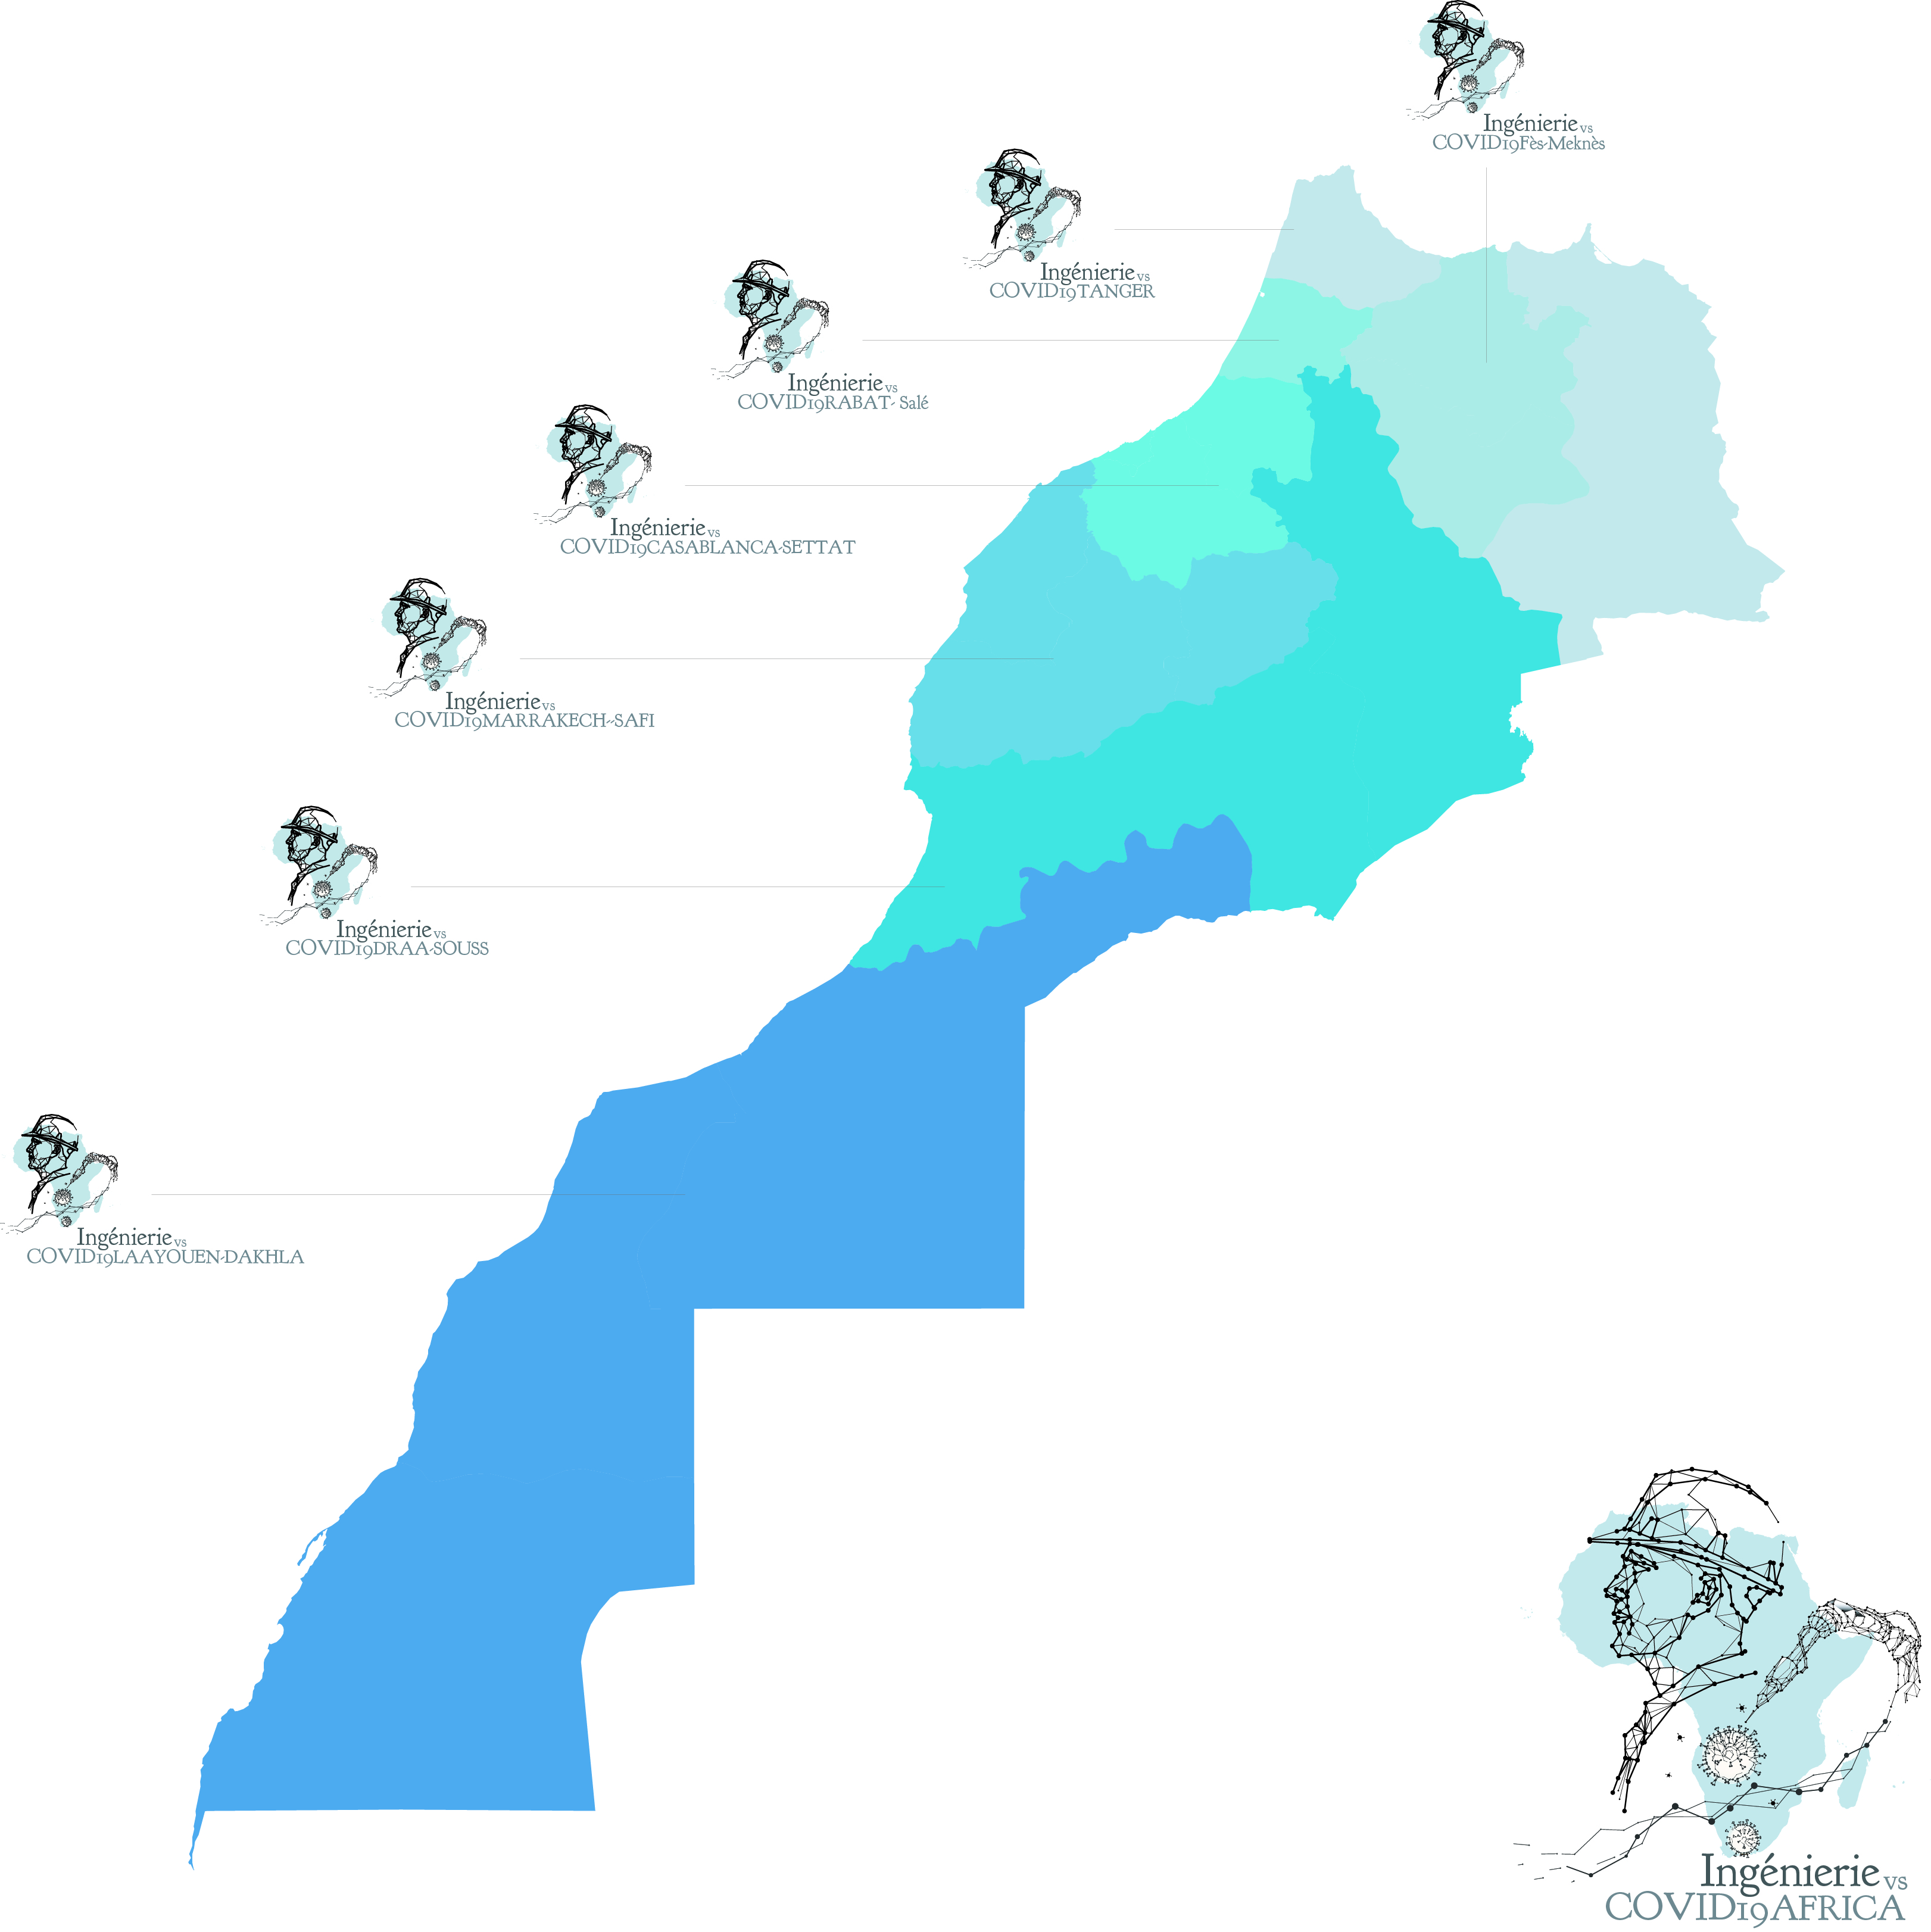 Ingénierie vs
COVID19Fès-Meknès
Ingénierie vs
COVID19TANGER
Ingénierie vs
COVID19RABAT- Salé
Ingénierie vs
COVID19CASABLANCA-SETTAT
Ingénierie vs
COVID19MARRAKECH--SAFI
Ingénierie vs
COVID19DRAA-SOUSS
Ingénierie vs
COVID19LAAYOUEN-DAKHLA
Ingénierie vs
COVID19AFRICA